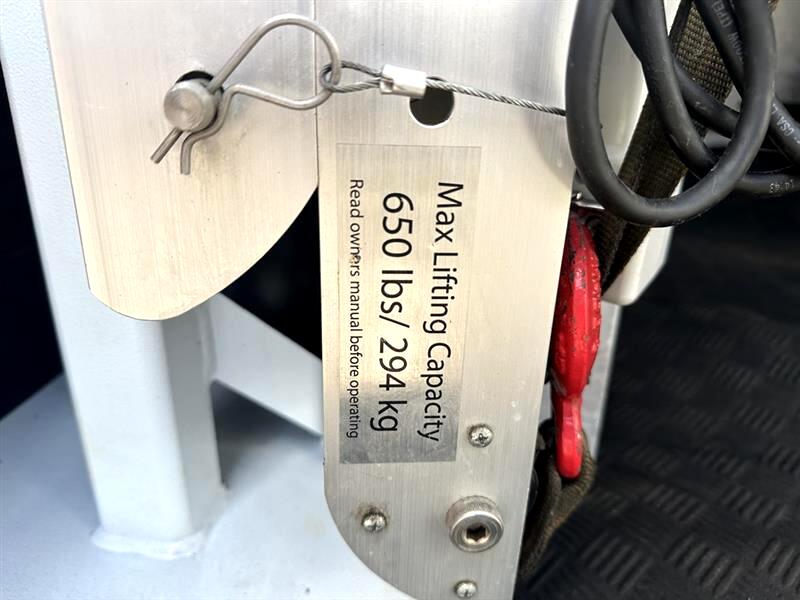 Max Lifting Capacity
650 lbs/ 294 kg
Read owners manual before operating